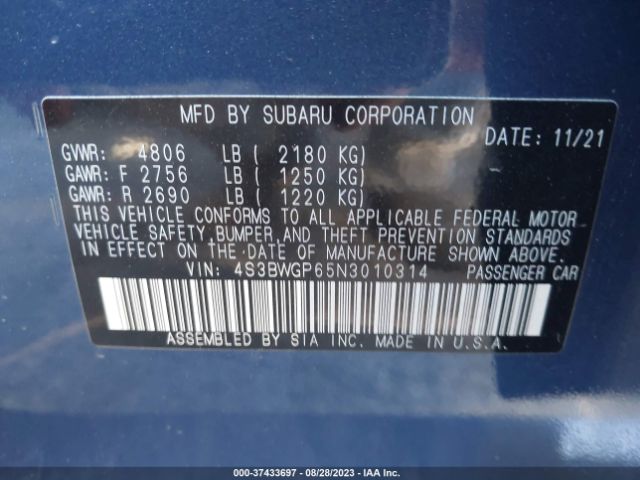 MFD BY SUBARU CORPORATION
DATE: 11/21
GVWR: 4806 LB ( 2180 KG)
GAWR: F 2756 LB ( 1250 KG)
GAWR: R 2690 LB ( 1220 KG)
THIS VEHICLE CONFORMS TO ALL APPLICABLE FEDERAL MOTOR
VEHICLE SAFETY, BUMPER, AND THEFT PREVENTION STANDARDS
IN EFFECT ON THE DATE OF MANUFACTURE SHOWN ABOVE.
VIN: 4S3BWGP65N3010314 PASSENGER CAR
ASSEMBLED BY SIA INC. MADE IN U.S.A.
000-37433697 - 08/28/2023 - IAA Inc.